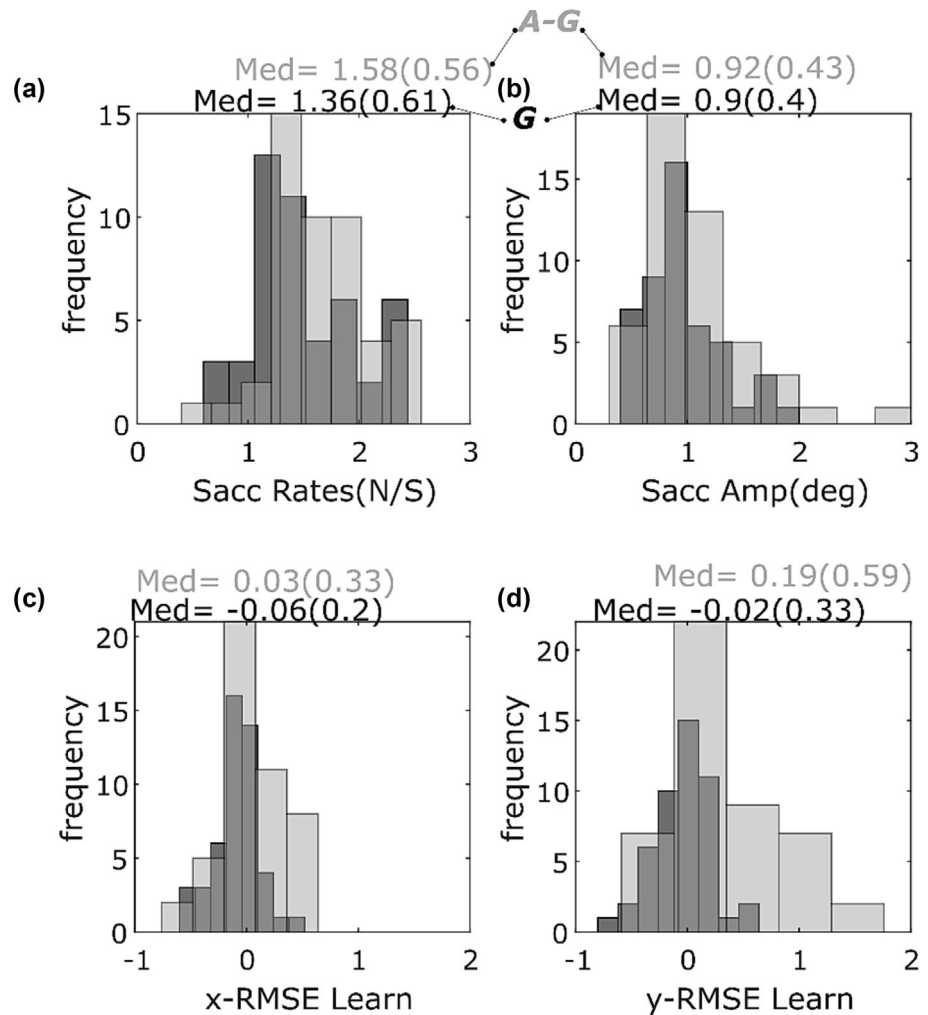 A-G
(a)
Med= 1.58(0.56)
Med= 1.36(0.61)
G
(b)
Med= 0.92(0.43)
Med= 0.9(0.4)
15
10
5
0
frequency
0 1 2 3
Sacc Rates(N/S)
15
10
5
0
frequency
0 1 2 3
Sacc Amp(deg)
(c)
Med= 0.03(0.33)
Med= -0.06(0.2)
20
15
10
5
0
frequency
-1 0 1 2
x-RMSE Learn
(d)
Med= 0.19(0.59)
Med= -0.02(0.33)
20
15
10
5
0
frequency
-1 0 1 2
y-RMSE Learn